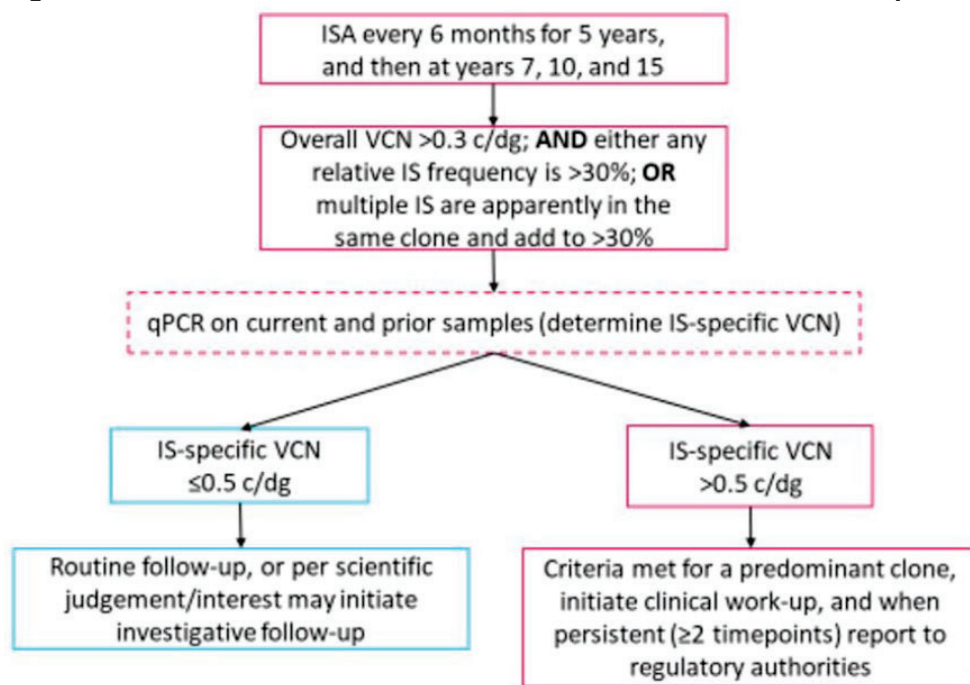 ISA every 6 months for 5 years,
and then at years 7, 10, and 15
Overall VCN >0.3 c/dg; AND either any
relative IS frequency is >30%; OR
multiple IS are apparently in the
same clone and add to >30%
qPCR on current and prior samples (determine IS-specific VCN)
IS-specific VCN
≤0.5 c/dg
IS-specific VCN
>0.5 c/dg
Routine follow-up, or per scientific
judgement/interest may initiate
investigative follow-up
Criteria met for a predominant clone,
initiate clinical work-up, and when
persistent (≥2 timepoints) report to
regulatory authorities